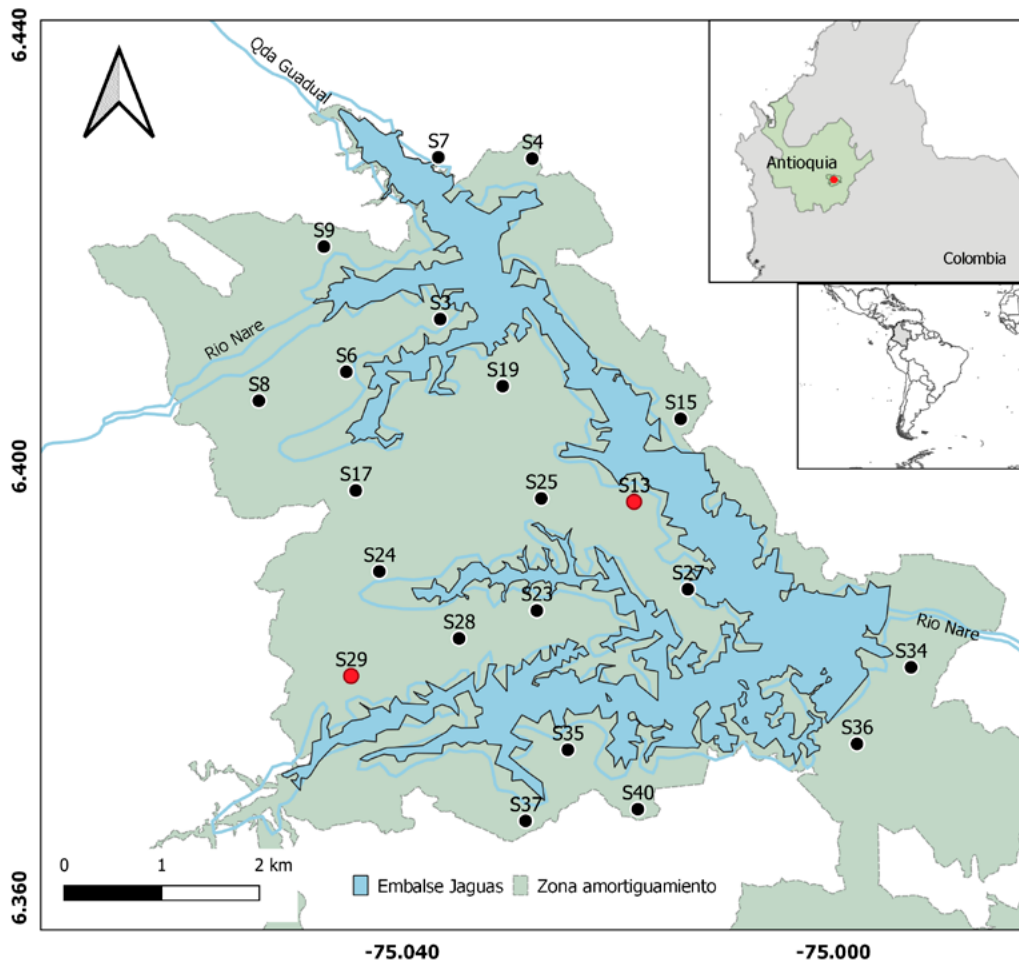 6.440
6.400
6.360
-75.040
-75.000
Qda Guadual
S7
S4
S9
S3
Rio Nare
S6
S19
S8
S15
S17
S25
S13
S24
S27
S23
S28
Rio Nare
S29
S34
S35
S36
S37
S40
Antioquia
Colombia
0 1 2 km
Embalse Jaguas
Zona amortiguamiento